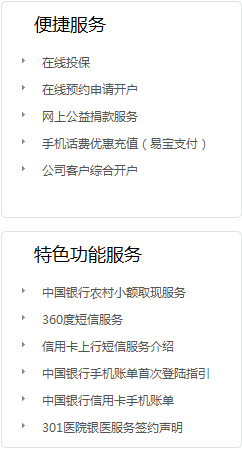 便捷服务
在线投保
在线预约申请开户
网上公益捐款服务
手机话费优惠充值（易宝支付）
公司客户综合开户
特色功能服务
中国银行农村小额取现服务
360度短信服务
信用卡上行短信服务介绍
中国银行手机账单首次登陆指引
中国银行信用卡手机账单
301医院银医服务签约声明